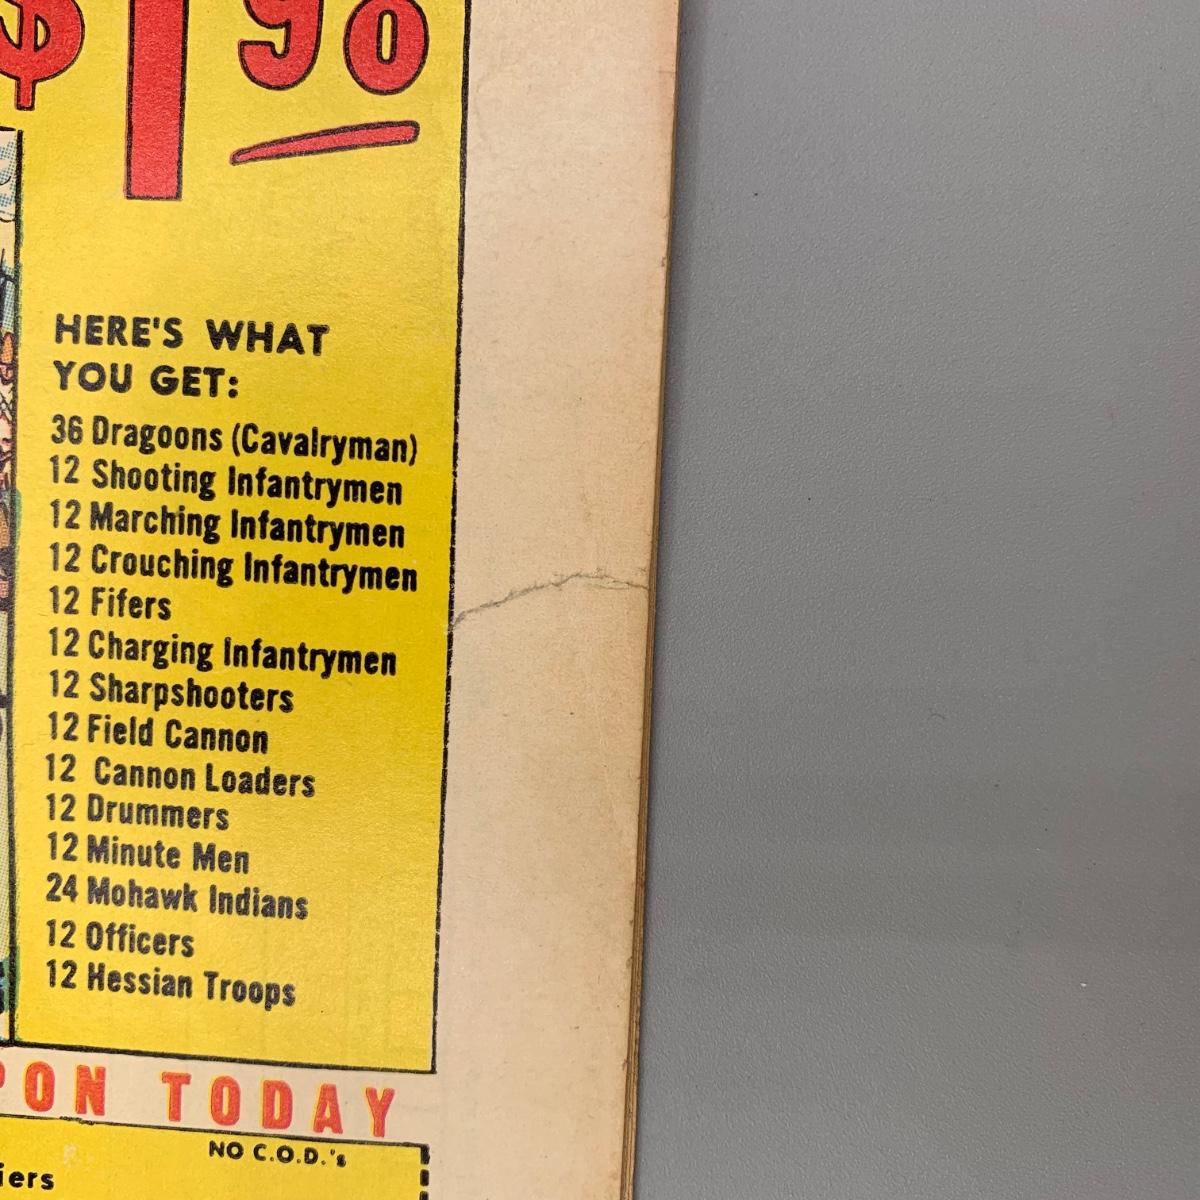 $1.98
HERE'S WHAT
YOU GET:
36 Dragoons (Cavalryman)
12 Shooting Infantrymen
12 Marching Infantrymen
12 Crouching Infantrymen
12 Fifers
12 Charging Infantrymen
12 Sharpshooters
12 Field Cannon
12 Cannon Loaders
12 Drummers
12 Minute Men
24 Mohawk Indians
12 Officers
12 Hessian Troops
PON TODAY
NO C.O.D.'s
iers